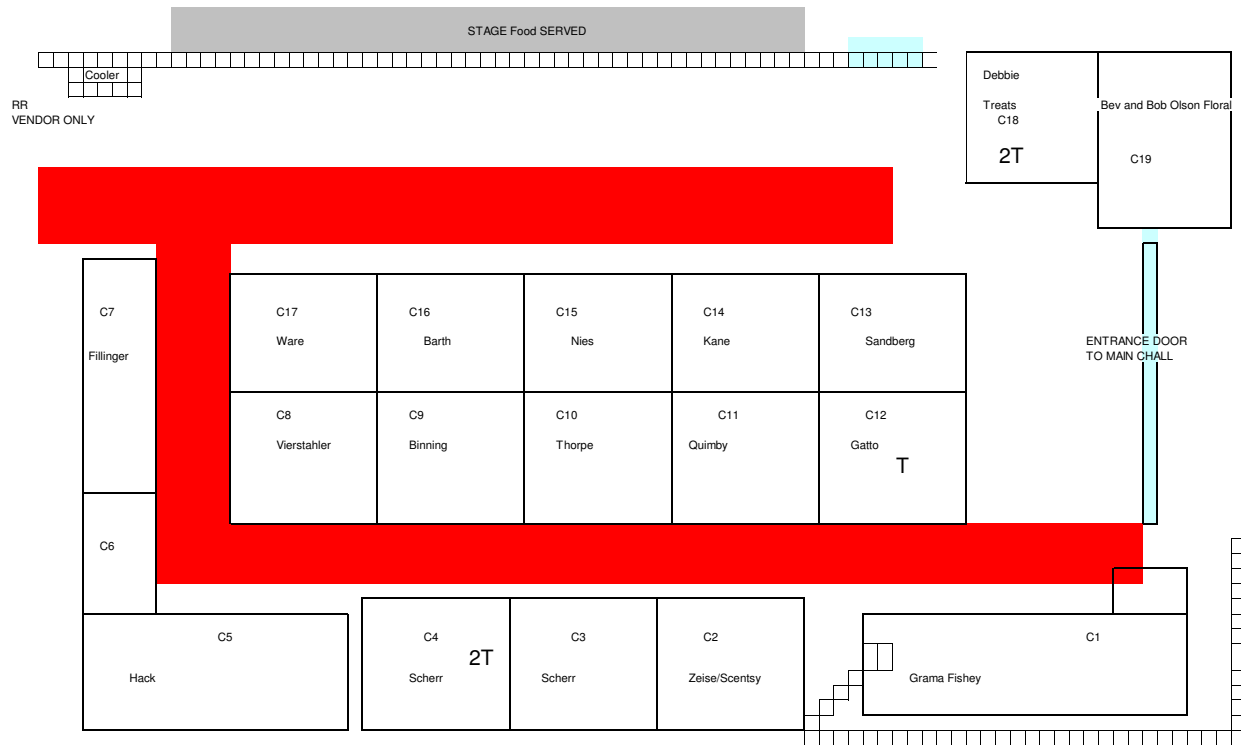 STAGE Food SERVED
Cooler
RR
VENDOR ONLY
Debbie
Treats
C18
2T
Bev and Bob Olson Floral
C19
C7
Fillinger
C17
Ware
C16
Barth
C15
Nies
C14
Kane
C13
Sandberg
ENTRANCE DOOR
TO MAIN CHALL
C8
Vierstahler
C9
Binning
C10
Thorpe
C11
Quimby
C12
Gatto
T
C6
C5
Hack
C4
2T
Scherr
C3
Scherr
C2
Zeise/Scentsy
C1
Grama Fishey